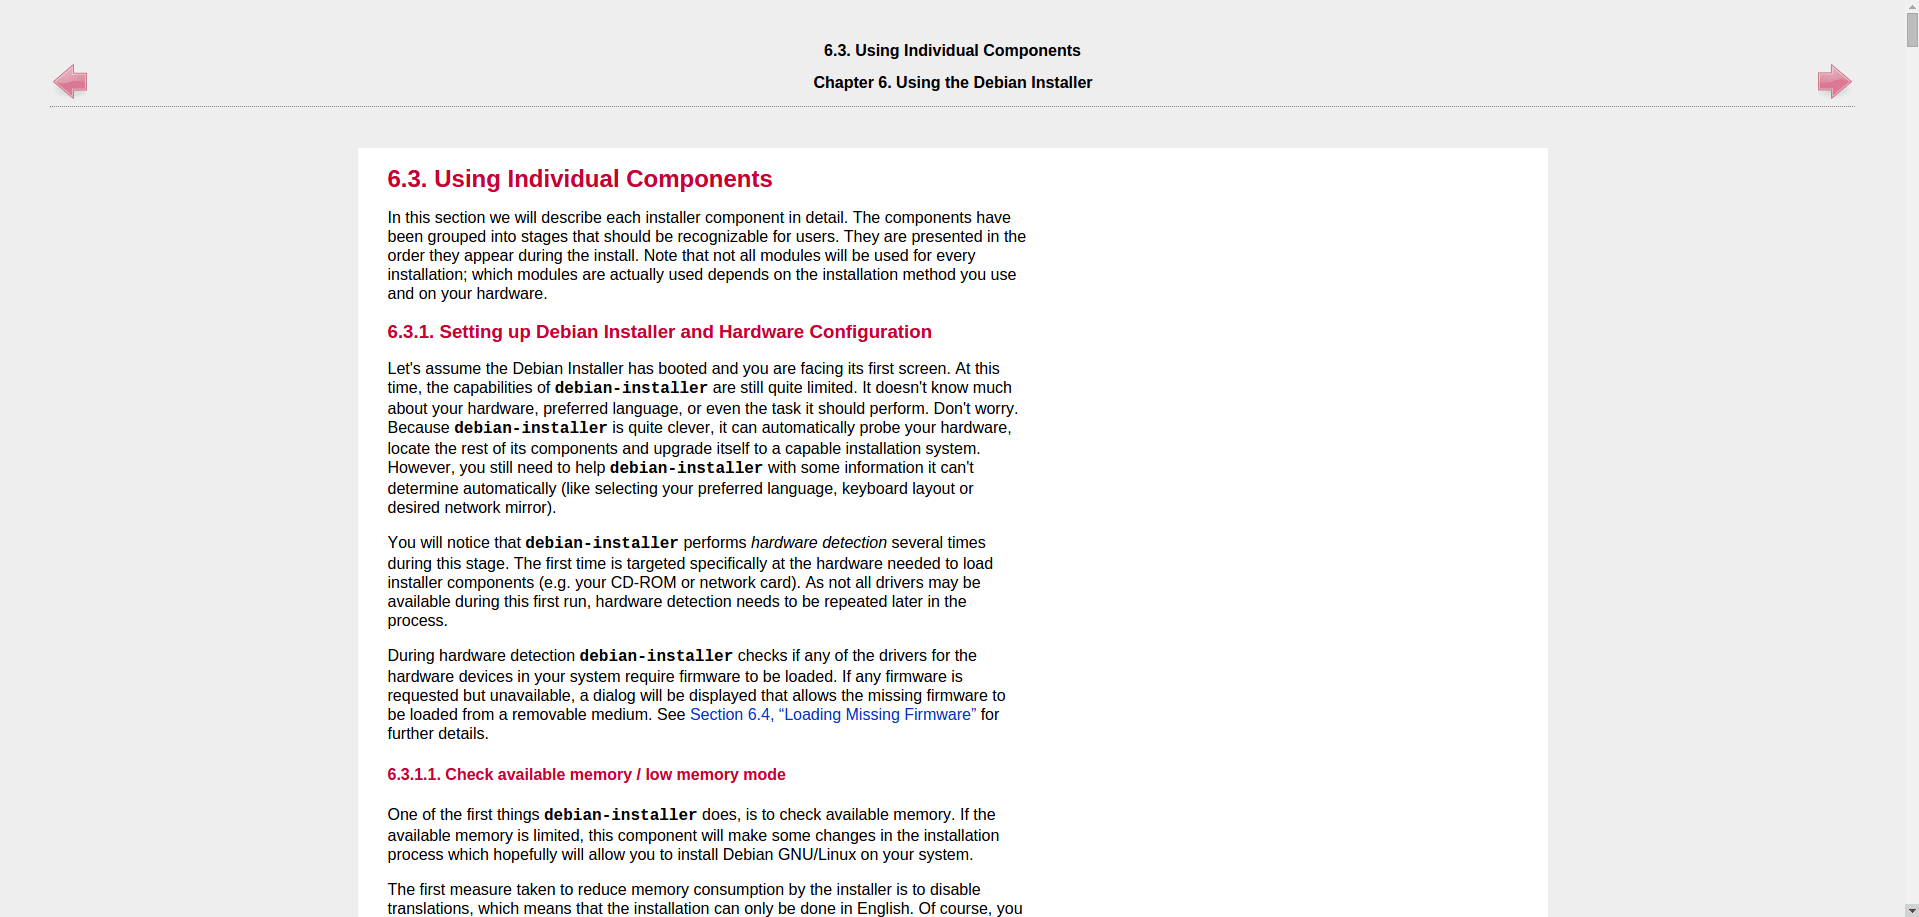 6.3. Using Individual Components
Chapter 6. Using the Debian Installer
6.3. Using Individual Components
In this section we will describe each installer component in detail. The components have
been grouped into stages that should be recognizable for users. They are presented in the
order they appear during the install. Note that not all modules will be used for every
installation; which modules are actually used depends on the installation method you use
and on your hardware.
6.3.1. Setting up Debian Installer and Hardware Configuration
Let's assume the Debian Installer has booted and you are facing its first screen. At this
time, the capabilities of debian-installer are still quite limited. It doesn't know much
about your hardware, preferred language, or even the task it should perform. Don't worry.
Because debian-installer is quite clever, it can automatically probe your hardware,
locate the rest of its components and upgrade itself to a capable installation system.
However, you still need to help debian-installer with some information it can't
determine automatically (like selecting your preferred language, keyboard layout or
desired network mirror).
You will notice that debian-installer performs hardware detection several times
during this stage. The first time is targeted specifically at the hardware needed to load
installer components (e.g. your CD-ROM or network card). As not all drivers may be
available during this first run, hardware detection needs to be repeated later in the
process.
During hardware detection debian-installer checks if any of the drivers for the
hardware devices in your system require firmware to be loaded. If any firmware is
requested but unavailable, a dialog will be displayed that allows the missing firmware to
be loaded from a removable medium. See Section 6.4, “Loading Missing Firmware” for
further details.
6.3.1.1. Check available memory / low memory mode
One of the first things debian-installer does, is to check available memory. If the
available memory is limited, this component will make some changes in the installation
process which hopefully will allow you to install Debian GNU/Linux on your system.
The first measure taken to reduce memory consumption by the installer is to disable
translations, which means that the installation can only be done in English. Of course, you